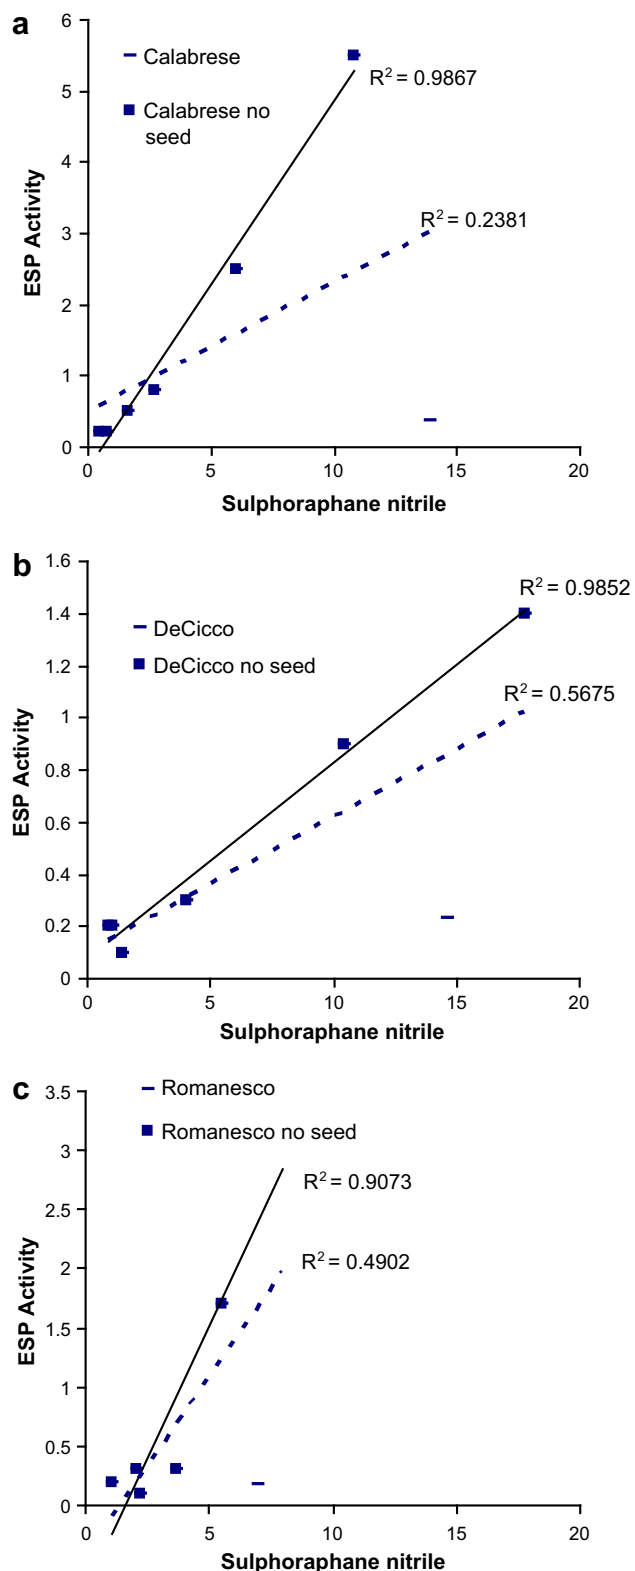 a
6
5
4
3
2
1
0
ESP Activity
Calabrese
Calabrese no
seed
R² = 0.9867
R² = 0.2381
0 5 10 15 20
Sulphoraphane nitrile
b
1.6
1.4
1.2
1
0.8
0.6
0.4
0.2
0
ESP Activity
DeCicco
DeCicco no seed
R² = 0.9852
R² = 0.5675
0 5 10 15 20
Sulphoraphane nitrile
c
3.5
3
2.5
2
1.5
1
0.5
0
ESP Activity
Romanesco
Romanesco no seed
R² = 0.9073
R² = 0.4902
0 5 10 15 20
Sulphoraphane nitrile